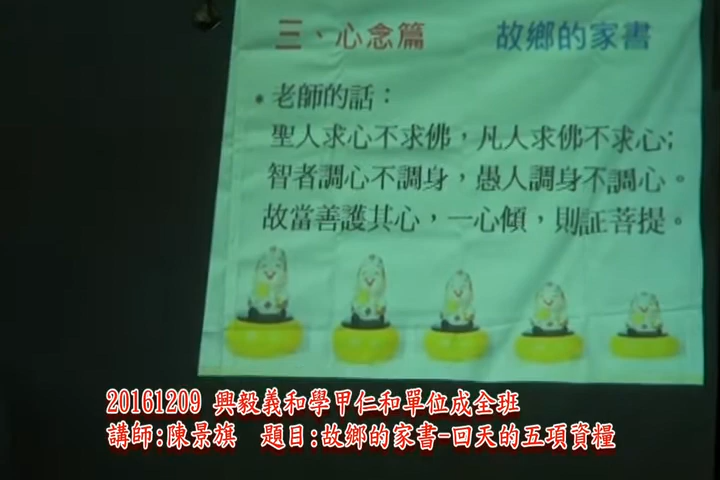 三、心念篇 故鄉的家書
• 老師的話：
聖人求心不求佛，凡人求佛不求心；
智者調心不調身，愚人調身不調心。
故當善護其心，一心傾，則証菩提。
20161209 興毅義和學甲仁和單位成全班
講師:陳景旗 題目:故鄉的家書-回天的五項資糧